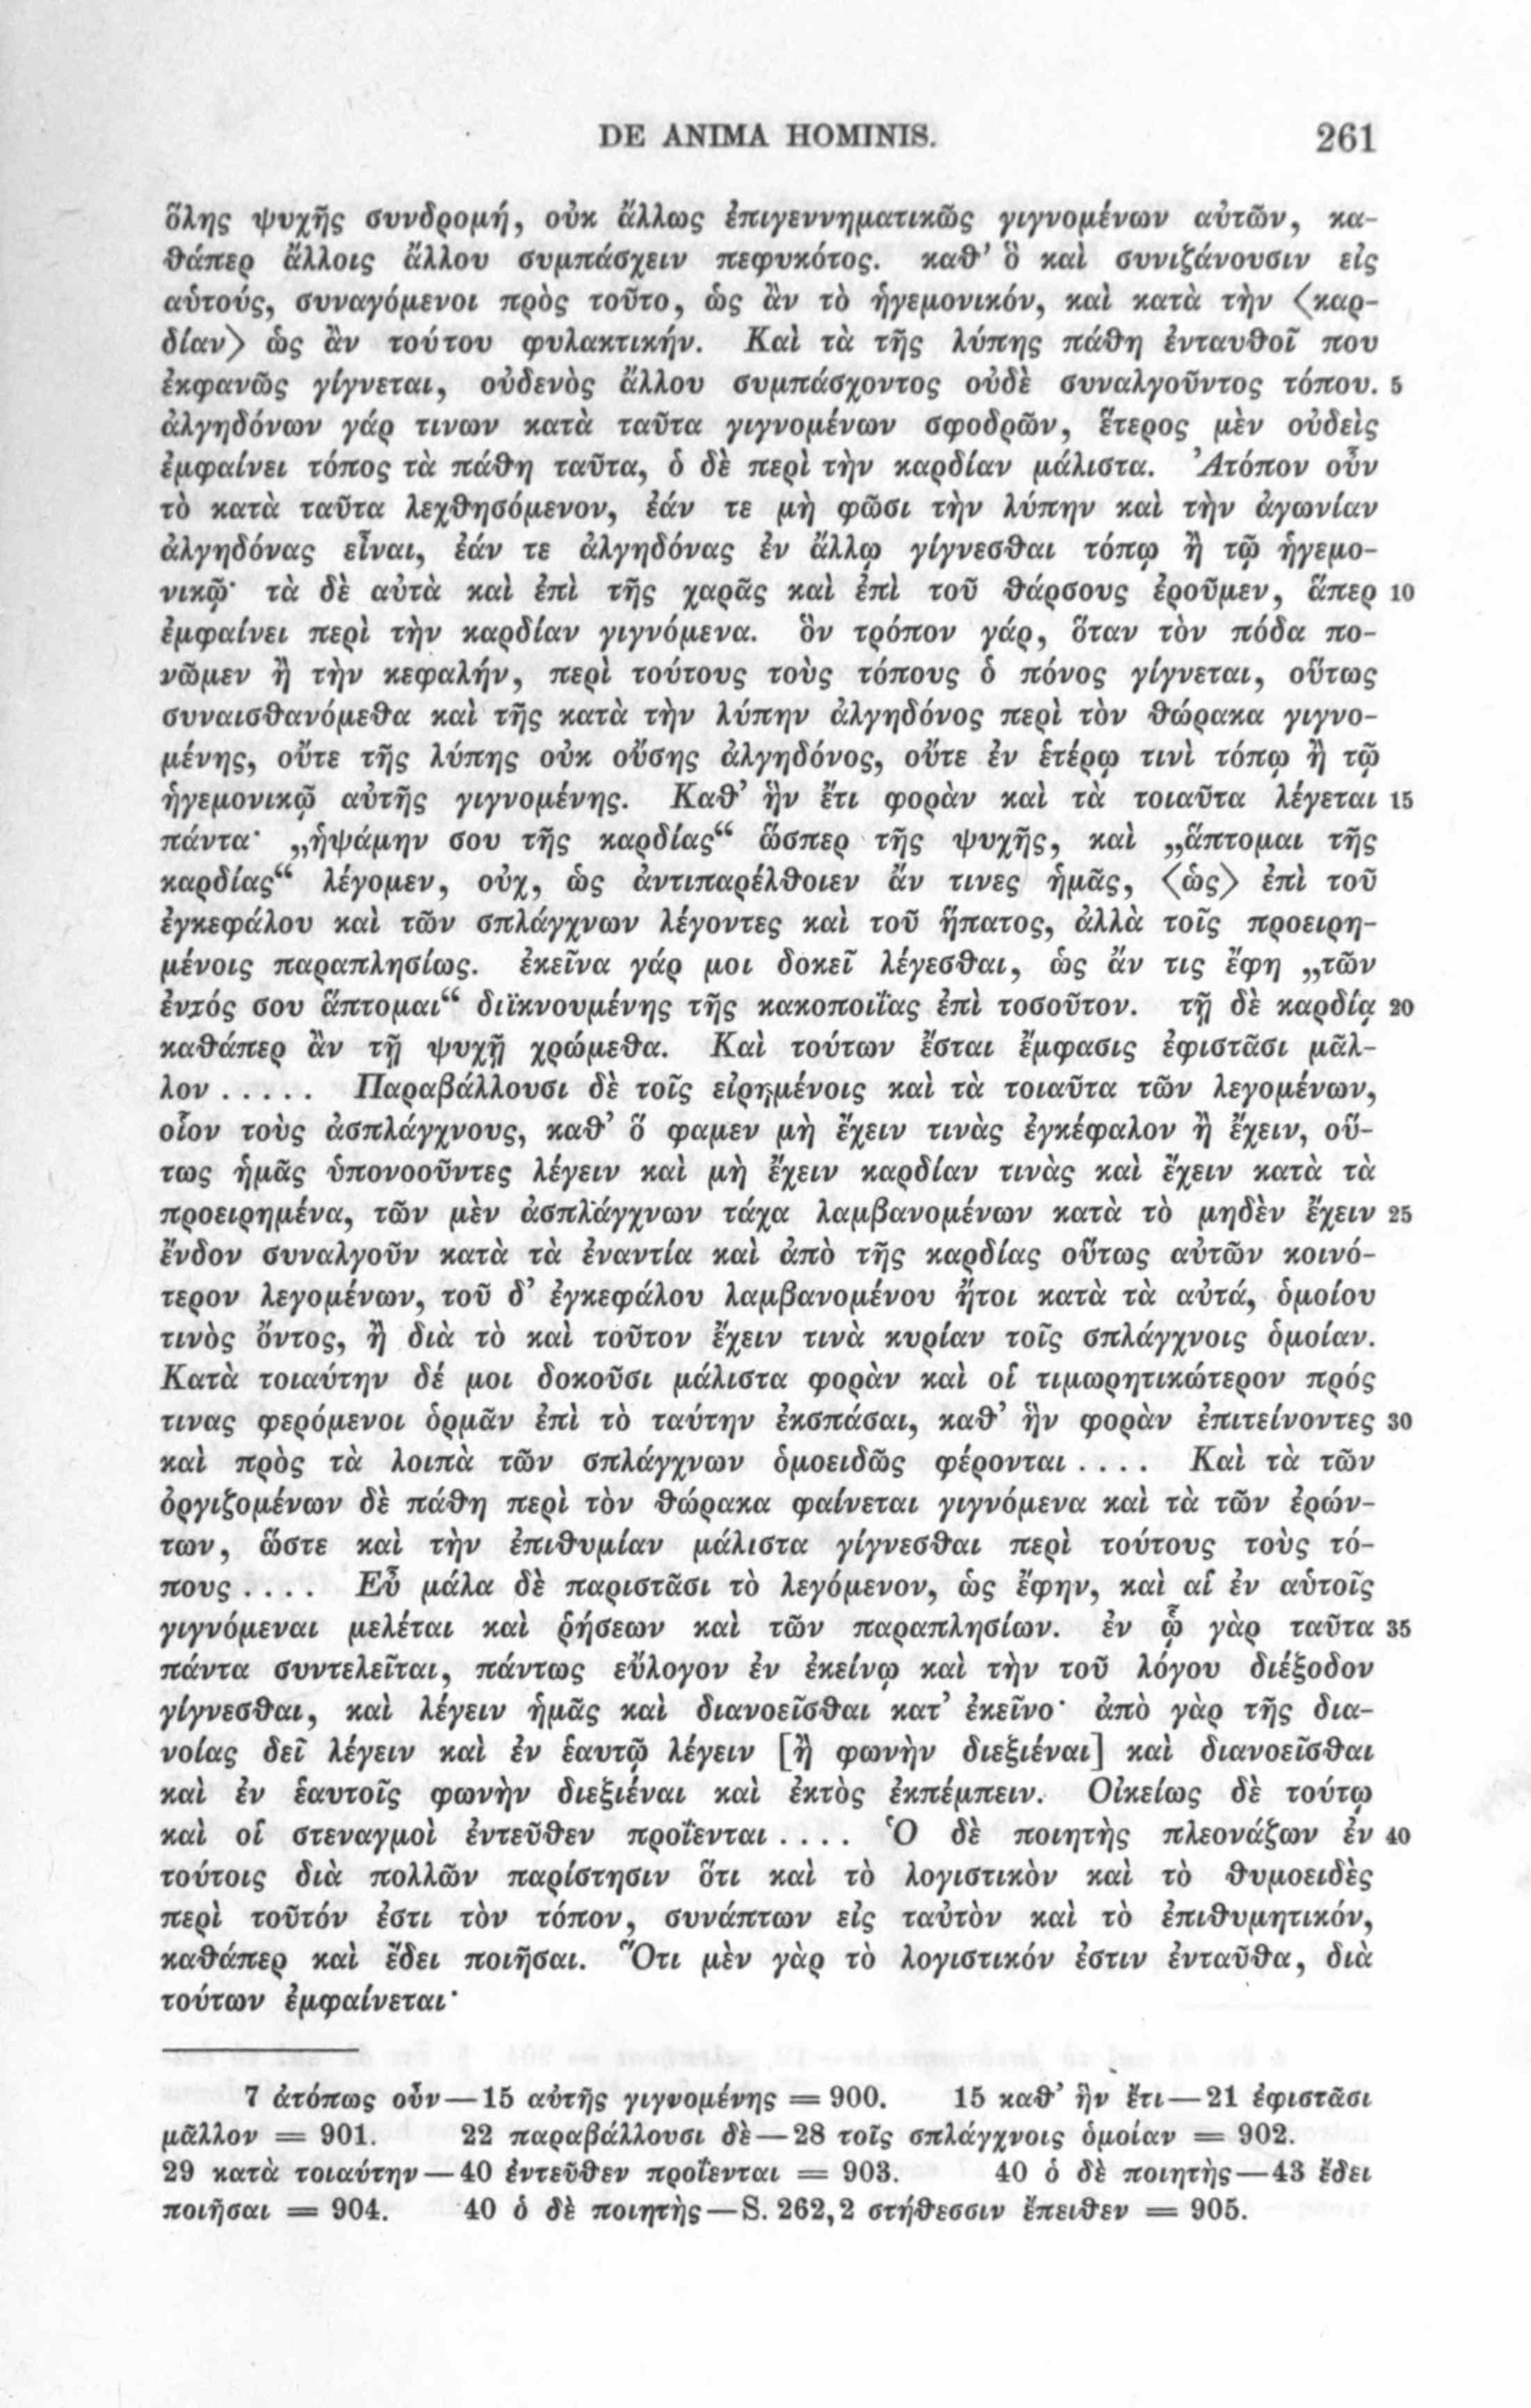 DE ANIMA HOMINIS. 261
ὅλης ψυχῆς συνδρομή, οὐκ ἄλλως ἐπιγεννηματικῶς γιγνομένων αὐτῶν, κα-
θάπερ ἄλλοις ἄλλου συμπάσχειν πεφυκότος. καθ' ὃ καὶ συνιζάνουσιν εἰς
αὑτούς, συναγόμενοι πρὸς τοῦτο, ὡς ἂν τὸ ἡγεμονικόν, καὶ κατὰ τὴν 〈καρ-
δίαν〉 ὡς ἂν τούτου φυλακτικήν. Καὶ τὰ τῆς λύπης πάθη ἐνταυθοῖ που
ἐκφανῶς γίγνεται, οὐδενὸς ἄλλου συμπάσχοντος οὐδὲ συναλγοῦντος τόπου. 5
ἀλγηδόνων γάρ τινων κατὰ ταῦτα γιγνομένων σφοδρῶν, ἕτερος μὲν οὐδεὶς
ἐμφαίνει τόπος τὰ πάθη ταῦτα, ὁ δὲ περὶ τὴν καρδίαν μάλιστα. Ἀτόπον οὖν
τὸ κατὰ ταῦτα λεχθησόμενον, ἐάν τε μὴ φῶσι τὴν λύπην καὶ τὴν ἀγωνίαν
ἀλγηδόνας εἶναι, ἐάν τε ἀλγηδόνας ἐν ἄλλῳ γίγνεσθαι τόπῳ ἢ τῷ ἡγεμο-
νικῷ· τὰ δὲ αὐτὰ καὶ ἐπὶ τῆς χαρᾶς καὶ ἐπὶ τοῦ θάρσους ἐροῦμεν, ἅπερ 10
ἐμφαίνει περὶ τὴν καρδίαν γιγνόμενα. ὃν τρόπον γάρ, ὅταν τὸν πόδα πο-
νῶμεν ἢ τὴν κεφαλήν, περὶ τούτους τοὺς τόπους ὁ πόνος γίγνεται, οὕτως
συναισθανόμεθα καὶ τῆς κατὰ τὴν λύπην ἀλγηδόνος περὶ τὸν θώρακα γιγνο-
μένης, οὔτε τῆς λύπης οὐκ οὔσης ἀλγηδόνος, οὔτε ἐν ἑτέρῳ τινὶ τόπῳ ἢ τῷ
ἡγεμονικῷ αὐτῆς γιγνομένης. Καθ' ἣν ἔτι φορὰν καὶ τὰ τοιαῦτα λέγεται 15
πάντα· „ἡψάμην σου τῆς καρδίας“ ὥσπερ τῆς ψυχῆς, καὶ „ἅπτομαι τῆς
καρδίας“ λέγομεν, οὐχ, ὡς ἀντιπαρέλθοιεν ἄν τινες ἡμᾶς, 〈ὡς〉 ἐπὶ τοῦ
ἐγκεφάλου καὶ τῶν σπλάγχνων λέγοντες καὶ τοῦ ἥπατος, ἀλλὰ τοῖς προειρη-
μένοις παραπλησίως. ἐκεῖνα γάρ μοι δοκεῖ λέγεσθαι, ὡς ἄν τις ἔφη „τῶν
ἐντός σου ἅπτομαι“ διϊκνουμένης τῆς κακοποιΐας ἐπὶ τοσοῦτον. τῇ δὲ καρδίᾳ 20
καθάπερ ἂν τῇ ψυχῇ χρώμεθα. Καὶ τούτων ἔσται ἔμφασις ἐφιστᾶσι μᾶλ-
λον ..... Παραβάλλουσι δὲ τοῖς εἰρημένοις καὶ τὰ τοιαῦτα τῶν λεγομένων,
οἷον τοὺς ἀσπλάγχνους, καθ' ὅ φαμεν μὴ ἔχειν τινὰς ἐγκέφαλον ἢ ἔχειν, οὕ-
τως ἡμᾶς ὑπονοοῦντες λέγειν καὶ μὴ ἔχειν καρδίαν τινὰς καὶ ἔχειν κατὰ τὰ
προειρημένα, τῶν μὲν ἀσπλάγχνων τάχα λαμβανομένων κατὰ τὸ μηδὲν ἔχειν 25
ἔνδον συναλγοῦν κατὰ τὰ ἐναντία καὶ ἀπὸ τῆς καρδίας οὕτως αὐτῶν κοινό-
τερον λεγομένων, τοῦ δ' ἐγκεφάλου λαμβανομένου ἤτοι κατὰ τὰ αὐτά, ὁμοίου
τινὸς ὄντος, ἢ διὰ τὸ καὶ τοῦτον ἔχειν τινὰ κυρίαν τοῖς σπλάγχνοις ὁμοίαν.
Κατὰ τοιαύτην δέ μοι δοκοῦσι μάλιστα φορὰν καὶ οἱ τιμωρητικώτερον πρός
τινας φερόμενοι ὁρμᾶν ἐπὶ τὸ ταύτην ἐκσπάσαι, καθ' ἣν φορὰν ἐπιτείνοντες 30
καὶ πρὸς τὰ λοιπὰ τῶν σπλάγχνων ὁμοειδῶς φέρονται .... Καὶ τὰ τῶν
ὀργιζομένων δὲ πάθη περὶ τὸν θώρακα φαίνεται γιγνόμενα καὶ τὰ τῶν ἐρών-
των, ὥστε καὶ τὴν ἐπιθυμίαν μάλιστα γίγνεσθαι περὶ τούτους τοὺς τό-
πους .... Εὖ μάλα δὲ παριστᾶσι τὸ λεγόμενον, ὡς ἔφην, καὶ αἱ ἐν αὑτοῖς
γιγνόμεναι μελέται καὶ ῥήσεων καὶ τῶν παραπλησίων. ἐν ᾧ γὰρ ταῦτα 35
πάντα συντελεῖται, πάντως εὔλογον ἐν ἐκείνῳ καὶ τὴν τοῦ λόγου διέξοδον
γίγνεσθαι, καὶ λέγειν ἡμᾶς καὶ διανοεῖσθαι κατ' ἐκεῖνο· ἀπὸ γὰρ τῆς δια-
νοίας δεῖ λέγειν καὶ ἐν ἑαυτῷ λέγειν [ἢ φωνὴν διεξιέναι] καὶ διανοεῖσθαι
καὶ ἐν ἑαυτοῖς φωνὴν διεξιέναι καὶ ἐκτὸς ἐκπέμπειν. Οἰκείως δὲ τούτῳ
καὶ οἱ στεναγμοὶ ἐντεῦθεν προΐενται .... Ὁ δὲ ποιητὴς πλεονάζων ἐν 40
τούτοις διὰ πολλῶν παρίστησιν ὅτι καὶ τὸ λογιστικὸν καὶ τὸ θυμοειδὲς
περὶ τοῦτόν ἐστι τὸν τόπον, συνάπτων εἰς ταὐτὸν καὶ τὸ ἐπιθυμητικόν,
καθάπερ καὶ ἔδει ποιῆσαι. Ὅτι μὲν γὰρ τὸ λογιστικόν ἐστιν ἐνταῦθα, διὰ
τούτων ἐμφαίνεται·
7 ἀτόπως οὖν—15 αὐτῆς γιγνομένης = 900. 15 καθ' ἣν ἔτι—21 ἐφιστᾶσι
μᾶλλον = 901. 22 παραβάλλουσι δὲ—28 τοῖς σπλάγχνοις ὁμοίαν = 902.
29 κατὰ τοιαύτην—40 ἐντεῦθεν προΐενται = 903. 40 ὁ δὲ ποιητὴς—43 ἔδει
ποιῆσαι = 904. 40 ὁ δὲ ποιητὴς—S. 262,2 στήθεσσιν ἔπειθεν = 905.